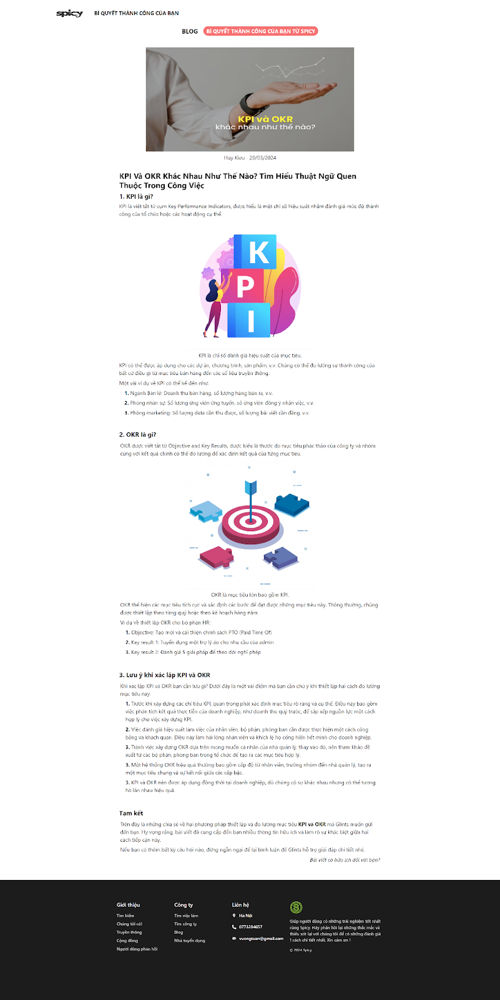 spicy BÍ QUYẾT THÀNH CÔNG CỦA BẠN
BLOG BÍ QUYẾT THÀNH CÔNG CỦA BẠN TỪ SPICY
KPI và OKR
khác nhau như thế nào?
Huy Kieu - 20/03/2024
KPI Và OKR Khác Nhau Như Thế Nào? Tìm Hiểu Thuật Ngữ Quen
Thuộc Trong Công Việc
1. KPI là gì?
KPI là viết tắt từ cụm Key Performance Indicators, được hiểu là một chỉ số hiệu suất nhằm đánh giá mức độ thành
công của tổ chức hoặc các hoạt động cụ thể.
K
P
I
KPI là chỉ số đánh giá hiệu suất của mục tiêu.
KPI có thể được áp dụng cho các dự án, chương trình, sản phẩm, v.v. Chúng có thể đo lường sự thành công của
bất cứ điều gì từ mục tiêu bán hàng đến các số liệu truyền thông.
Một vài ví dụ về KPI có thể kể đến như:
1. Ngành Bán lẻ: Doanh thu bán hàng, số lượng hàng bán ra, v.v.
2. Phòng nhân sự: Số lượng ứng viên ứng tuyển, số ứng viên đồng ý nhận việc, v.v.
3. Phòng marketing: Số lượng data cần thu được, số lượng bài viết cần đăng, v.v.
2. OKR là gì?
OKR được viết tắt từ Objective and Key Results, được hiểu là thước đo mục tiêu phác thảo của công ty và nhóm
cùng với kết quả chính có thể đo lường để xác định kết quả của từng mục tiêu.
OKR là mục tiêu lớn bao gồm KPI.
OKR thể hiện các mục tiêu tích cực và xác định các bước để đạt được những mục tiêu này. Thông thường, chúng
được thiết lập theo từng quý hoặc theo kế hoạch hàng năm.
Ví dụ về thiết lập OKR cho bộ phận HR:
1. Objective: Tạo mới và cải thiện chính sách PTO (Paid Time Of)
2. Key result 1: Tuyển dụng một trợ lý ảo cho nhu cầu của admin
3. Key result 2: Đánh giá 5 giải pháp để theo dõi nghỉ phép
3. Lưu ý khi xác lập KPI và OKR
Khi xác lập KPI và OKR bạn cần lưu gì? Dưới đây là một vài điểm mà bạn cần chú ý khi thiết lập hai cách đo lường
mục tiêu này.
1. Trước khi xây dựng các chỉ tiêu KPI, quan trọng phải xác định mục tiêu rõ ràng và cụ thể. Điều này bao gồm
việc phân tích kết quả thực tiễn của doanh nghiệp, như doanh thu quý trước, để sắp xếp nguồn lực một cách
hợp lý cho việc xây dựng KPI.
2. Việc đánh giá hiệu suất làm việc của nhân viên, bộ phận, phòng ban cần được thực hiện một cách công
bằng và khách quan. Điều này làm hài lòng nhân viên và khích lệ họ cống hiến hết mình cho doanh nghiệp.
3. Tránh việc xây dựng OKR dựa trên mong muốn cá nhân của nhà quản lý, thay vào đó, nên tham khảo đề
xuất từ các bộ phận, phòng ban trong tổ chức để tạo ra các mục tiêu hợp lý.
3. Một hệ thống OKR hiệu quả thường bao gồm cấp độ từ nhân viên, trưởng nhóm đến nhà quản lý, tạo ra
một mục tiêu chung và sự kết nối giữa các cấp bậc.
3. KPI và OKR nên được áp dụng đồng thời tại doanh nghiệp, dù chúng có sự khác nhau nhưng có thể tương
hỗ lẫn nhau hiệu quả.
Tạm kết
Trên đây là những chia sẻ về hai phương pháp thiết lập và đo lường mục tiêu KPI và OKR mà Glints muốn gửi
đến bạn. Hy vọng rằng, bài viết đã cung cấp đến bạn nhiều thông tin hữu ích và làm rõ sự khác biệt giữa hai
cách tiếp cận này.
Nếu bạn có thêm bất kỳ câu hỏi nào, đừng ngần ngại để lại bình luận để Glints hỗ trợ giải đáp chi tiết nhé.
Bài viết có hữu ích đối với bạn?
Giới thiệu
Tìm kiếm
Chúng tôi có!
Truyền thông
Cộng đồng
Người dùng phản hồi
Công ty
Tìm việc làm
Tìm công ty
Blog
Nhà tuyển dụng
Liên hệ
Hà Nội
0773284657
vuongtuan@gmail.com
S
Giúp người dùng có những trải nghiệm tốt nhất
cùng Spicy. Hãy phản hồi lại những thắc mắc và
thiếu xót lại với chúng tôi để có những đánh giá
1 cách chi tiết nhất. Xin cảm ơn !
© 2024 Spicy